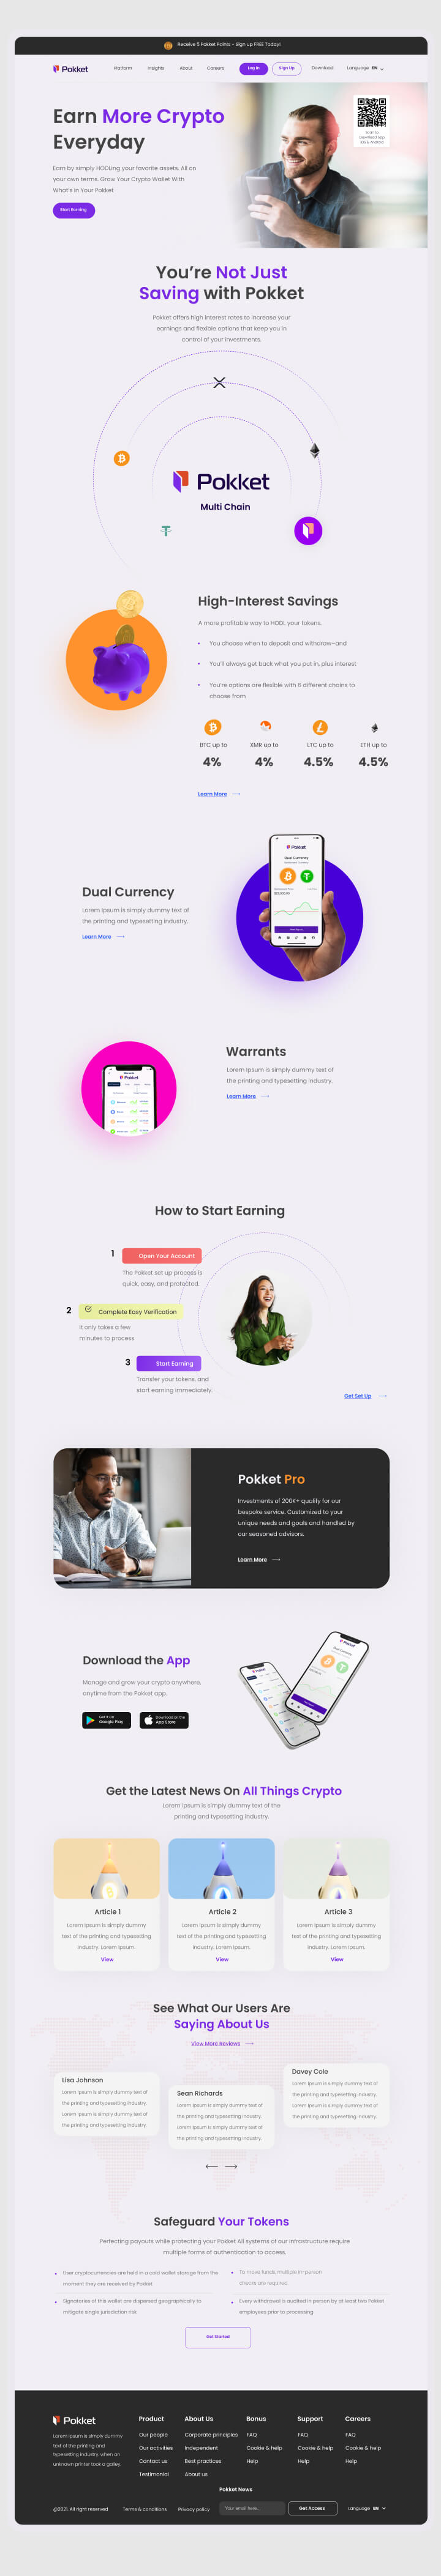 Receive 5 Pokket Points - Sign up FREE Today!
Pokket
Platform
Insights
About
Careers
Log In
Sign Up
Download
Language EN
Earn More Crypto
Everyday
Earn by simply HODLing your favorite assets. All on
your own terms. Grow Your Crypto Wallet With
What's in Your Pokket
Start Earning
Scan to
Download App
iOS & Android
You're Not Just
Saving with Pokket
Pokket offers high interest rates to increase your
earnings and flexible options that keep you in
control of your investments.
Pokket
Multi Chain
High-Interest Savings
A more profitable way to HODL your tokens.
• You choose when to deposit and withdraw—and
• You'll always get back what you put in, plus interest
• You're options are flexible with 6 different chains to
choose from
BTC up to
4%
XMR up to
4%
LTC up to
4.5%
ETH up to
4.5%
Learn More
Dual Currency
Lorem Ipsum is simply dummy text of
the printing and typesetting industry.
Learn More
Pokket
Dual Currency
Warrants
Lorem Ipsum is simply dummy text of
the printing and typesetting industry.
Learn More
Pokket
How to Start Earning
1
Open Your Account
The Pokket set up process is
quick, easy, and protected.
2
Complete Easy Verification
It only takes a few
minutes to process
3
Start Earning
Transfer your tokens, and
start earning immediately
Get Set Up
Pokket Pro
Investments of 200K+ qualify for our
bespoke service. Customized to your
unique needs and goals and handled by
our seasoned advisors.
Learn More
Download the App
Manage and grow your crypto anywhere,
anytime from the Pokket app.
Get it On
Google Play
Download on the
App Store
Pokket
Pokket
Get the Latest News On All Things Crypto
Lorem Ipsum is simply dummy text of the
printing and typesetting industry.
Article 1
Lorem Ipsum is simply dummy
text of the printing and typesetting
industry. Lorem Ipsum.
View
Article 2
Lorem Ipsum is simply dummy
text of the printing and typesetting
industry. Lorem Ipsum.
View
Article 3
Lorem Ipsum is simply dummy
text of the printing and typesetting
industry. Lorem Ipsum.
View
See What Our Users Are
Saying About Us
View More Reviews
Lisa Johnson
Lorem Ipsum is simply dummy text of
the printing and typesetting industry.
Lorem Ipsum is simply dummy text of
the printing and typesetting industry.
Sean Richards
Lorem Ipsum is simply dummy text of
the printing and typesetting industry.
Lorem Ipsum is simply dummy text of
the printing and typesetting industry.
Davey Cole
Lorem Ipsum is simply dummy text of
the printing and typesetting industry.
Lorem Ipsum is simply dummy text of
the printing and typesetting industry.
Safeguard Your Tokens
Perfecting payouts while protecting your Pokket All systems of our infrastructure require
multiple forms of authentication to access.
• User cryptocurrencies are held in a cold wallet storage from the
moment they are received by Pokket
• To move funds, multiple in-person
checks are required
• Signatories of this wallet are dispersed geographically to
mitigate single jurisdiction risk
• Every withdrawal is audited in person by at least two Pokket
employees prior to processing
Get Started
Pokket
Lorem Ipsum is simply dummy
text of the printing and
typesetting industry. when an
unknown printer took a galley.
Product
Our people
Our activities
Contact us
Testimonial
About Us
Corporate principles
Independent
Best practices
About us
Bonus
FAQ
Cookie & help
Help
Support
FAQ
Cookie & help
Help
Careers
FAQ
Cookie & help
Help
Pokket News
@2021. All right reserved
Terms & conditions
Privacy policy
Your email here...
Get Access
Language EN